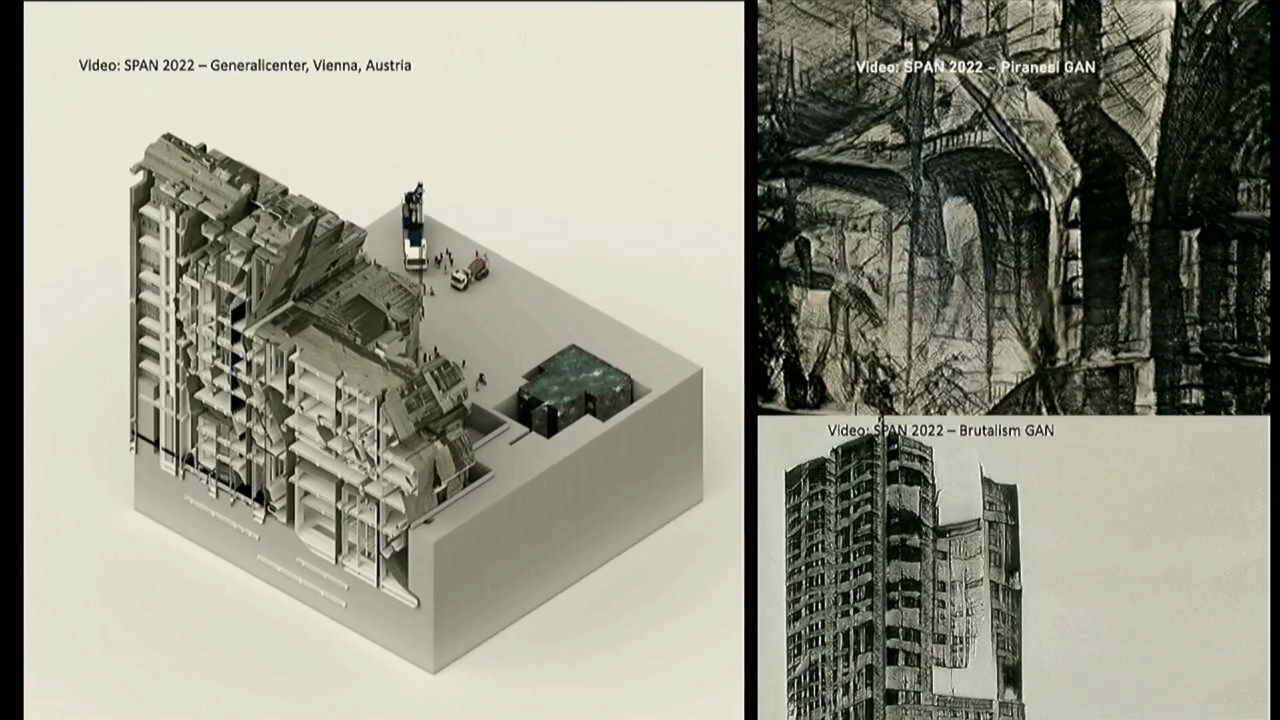 Video: SPAN 2022 – Generalicenter, Vienna, Austria
Video: SPAN 2022 – Piranesi GAN
Video: SPAN 2022 – Brutalism GAN